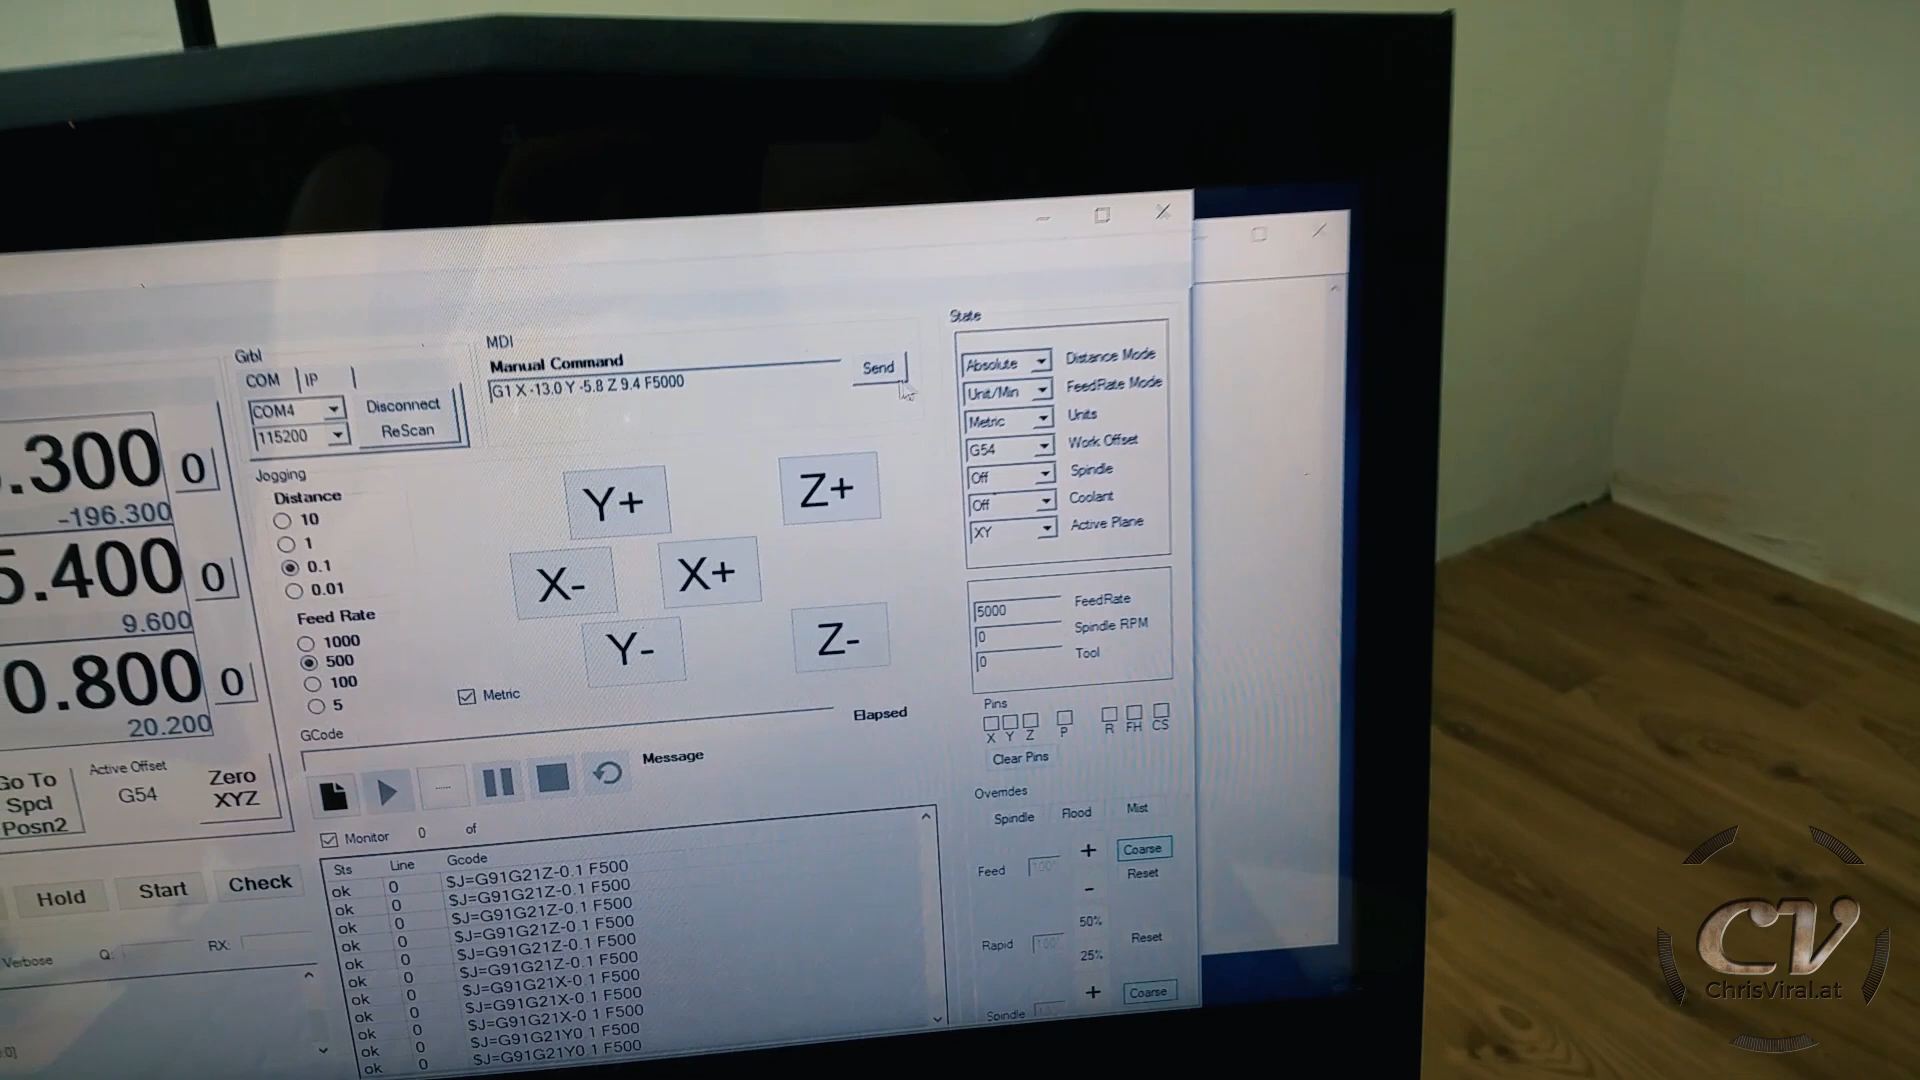 MDI
Manual Command
G1 X -13.0 Y -5.8 Z 9.4 F5000
Send
Grbl
COM
IP
COM4
115200
Disconnect
ReScan
.300
0
-196.300
5.400
0
9.600
0.800
0
20.200
Jogging
Distance
10
1
0.1
0.01
Feed Rate
1000
500
100
5
Y+
Z+
X-
X+
Y-
Z-
Metric
State
Absolute
Distance Mode
Unit/Min
FeedRate Mode
Metric
Units
G54
Work Offset
Off
Spindle
Off
Coolant
XY
Active Plane
5000
FeedRate
0
Spindle RPM
0
Tool
Pins
X Y Z P R FH CS
Clear Pins
Go To
Spcl
Posn2
Active Offset
G54
Zero
XYZ
GCode
Elapsed
Message
Monitor
0
of
Sts Line Gcode
ok 0 $J=G91G21Z-0.1 F500
ok 0 $J=G91G21Z-0.1 F500
ok 0 $J=G91G21Z-0.1 F500
ok 0 $J=G91G21Z-0.1 F500
ok 0 $J=G91G21Z-0.1 F500
ok 0 $J=G91G21Z-0.1 F500
ok 0 $J=G91G21X-0.1 F500
ok 0 $J=G91G21X-0.1 F500
ok 0 $J=G91G21X-0.1 F500
ok 0 $J=G91G21Y0.1 F500
ok 0 $J=G91G21Y0.1 F500
Hold
Start
Check
Verbose
Q:
RX:
Overrides
Spindle
Flood
Mist
Feed
100
+
Coarse
Reset
-
Rapid
100
50%
25%
Reset
Spindle
+
Coarse
CV
ChrisViral.at